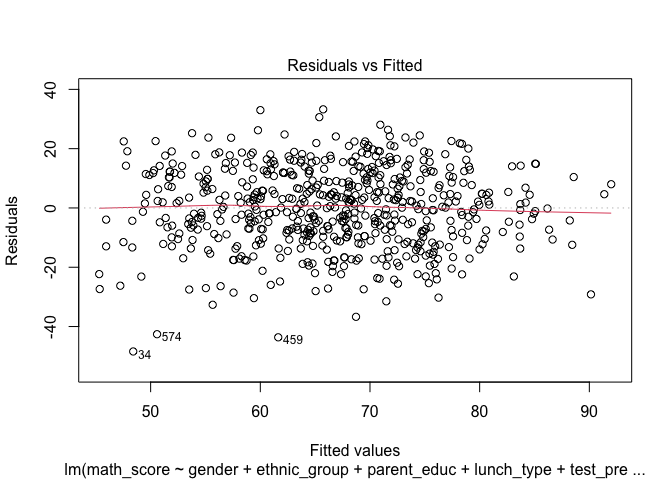 Residuals vs Fitted
40
20
0
-20
-40
Residuals
574
459
34
50 60 70 80 90
Fitted values
lm(math_score ~ gender + ethnic_group + parent_educ + lunch_type + test_pre ...